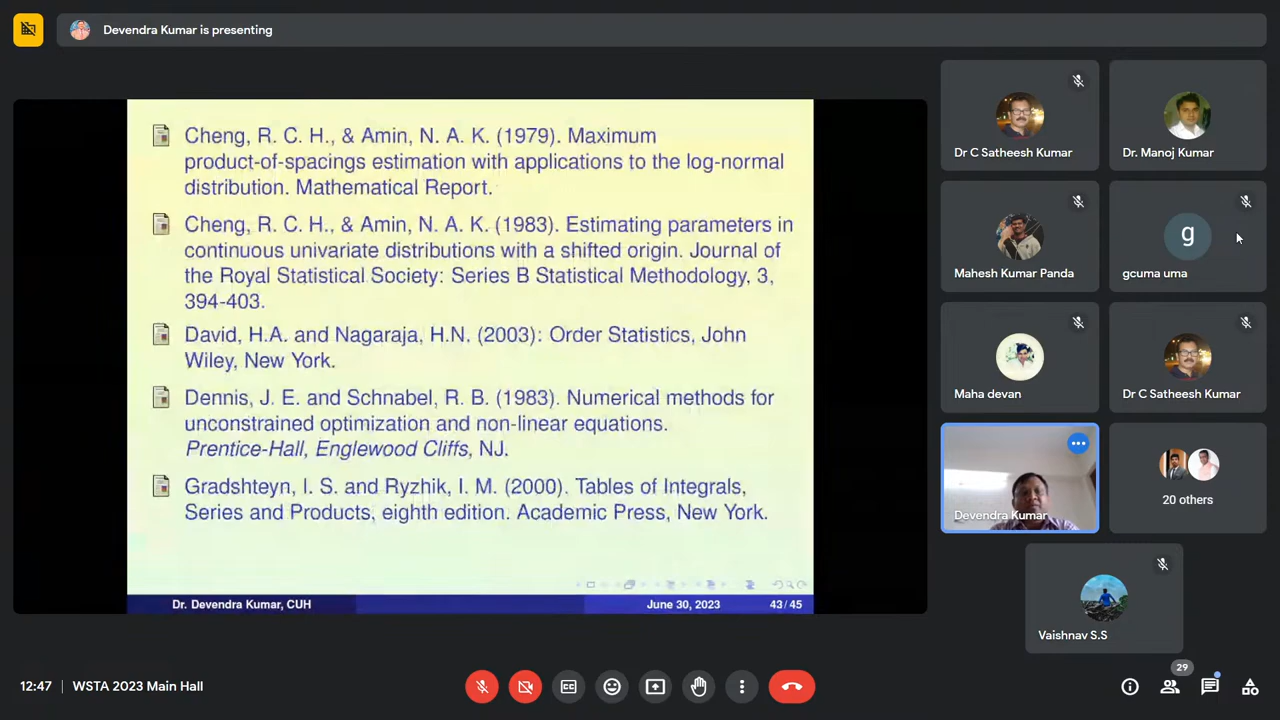 Devendra Kumar is presenting
Cheng, R. C. H., & Amin, N. A. K. (1979). Maximum
product-of-spacings estimation with applications to the log-normal
distribution. Mathematical Report.
Cheng, R. C. H., & Amin, N. A. K. (1983). Estimating parameters in
continuous univariate distributions with a shifted origin. Journal of
the Royal Statistical Society: Series B Statistical Methodology, 3,
394-403.
David, H.A. and Nagaraja, H.N. (2003): Order Statistics, John
Wiley, New York.
Dennis, J. E. and Schnabel, R. B. (1983). Numerical methods for
unconstrained optimization and non-linear equations.
Prentice-Hall, Englewood Cliffs, NJ.
Gradshteyn, I. S. and Ryzhik, I. M. (2000). Tables of Integrals,
Series and Products, eighth edition. Academic Press, New York.
Dr. Devendra Kumar, CUH
June 30, 2023
43 / 45
Dr C Satheesh Kumar
Dr. Manoj Kumar
Mahesh Kumar Panda
g
gcuma uma
Maha devan
Dr C Satheesh Kumar
Devendra Kumar
20 others
Vaishnav S.S
12:47 | WSTA 2023 Main Hall
29